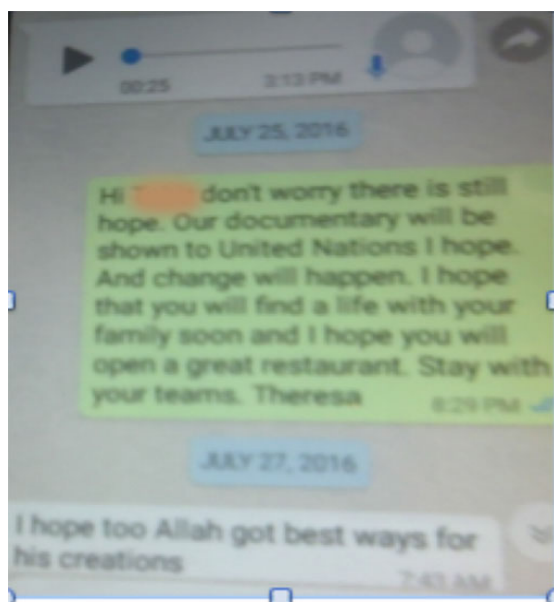 00:25 3:13 PM
JULY 25, 2016
Hi don't worry there is still
hope. Our documentary will be
shown to United Nations I hope.
And change will happen. I hope
that you will find a life with your
family soon and I hope you will
open a great restaurant. Stay with
your teams. Theresa
8:29 PM
JULY 27, 2016
I hope too Allah got best ways for
his creations
7:43 AM